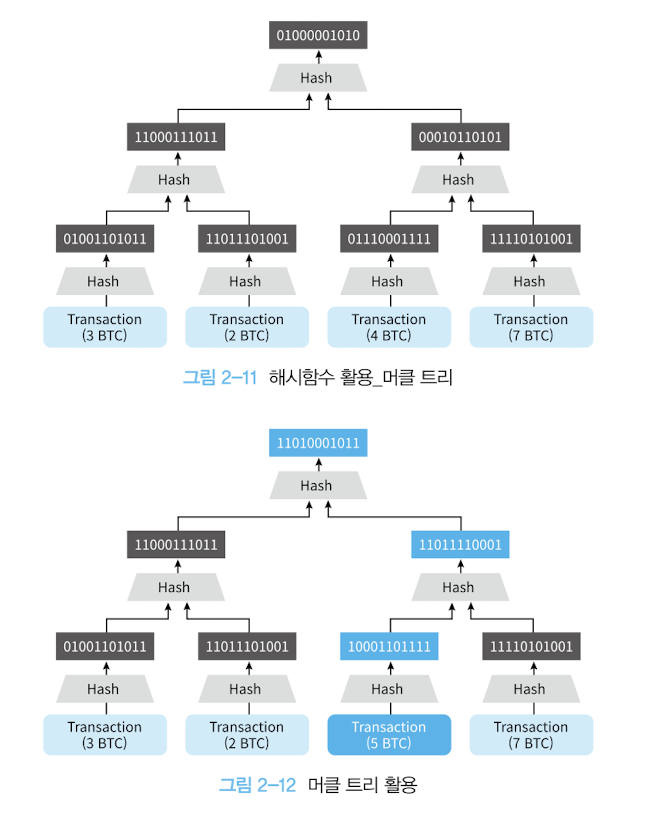 01000001010
Hash
11000111011
00010110101
Hash
Hash
01001101011
11011101001
01110001111
11110101001
Hash
Hash
Hash
Hash
Transaction
(3 BTC)
Transaction
(2 BTC)
Transaction
(4 BTC)
Transaction
(7 BTC)
그림 2–11 해시함수 활용_머클 트리
11010001011
Hash
11000111011
11011110001
Hash
Hash
01001101011
11011101001
10001101111
11110101001
Hash
Hash
Hash
Hash
Transaction
(3 BTC)
Transaction
(2 BTC)
Transaction
(5 BTC)
Transaction
(7 BTC)
그림 2–12 머클 트리 활용